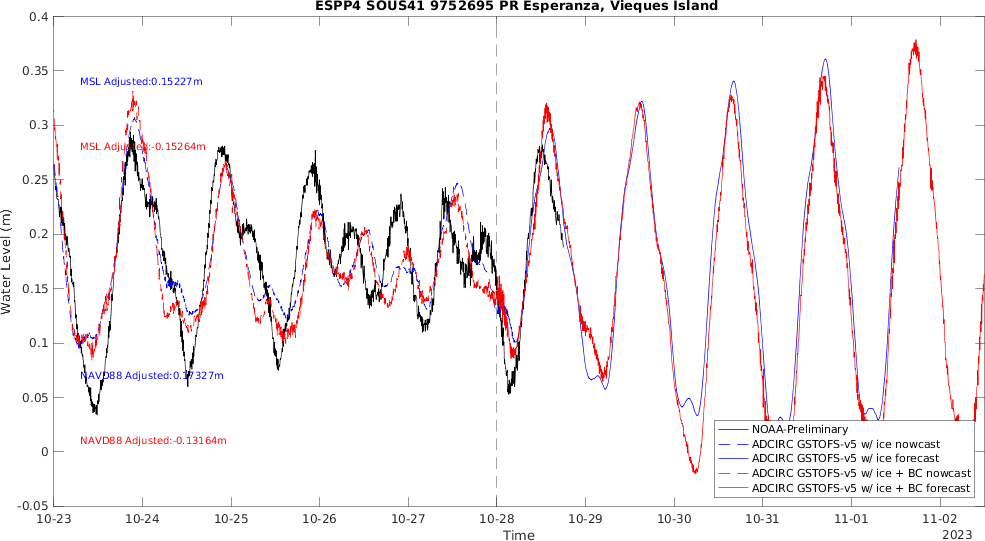 ESPP4 SOUS41 9752695 PR Esperanza, Vieques Island
0.4
0.35
0.3
0.25
0.2
0.15
0.1
0.05
0
-0.05
Water Level (m)
MSL Adjusted:0.15227m
MSL Adjusted:-0.15264m
NAVD88 Adjusted:0.17327m
NAVD88 Adjusted:-0.13164m
NOAA-Preliminary
ADCIRC GSTOFS-v5 w/ ice nowcast
ADCIRC GSTOFS-v5 w/ ice forecast
ADCIRC GSTOFS-v5 w/ ice + BC nowcast
ADCIRC GSTOFS-v5 w/ ice + BC forecast
10-23 10-24 10-25 10-26 10-27 10-28 10-29 10-30 10-31 11-01 11-02
2023
Time